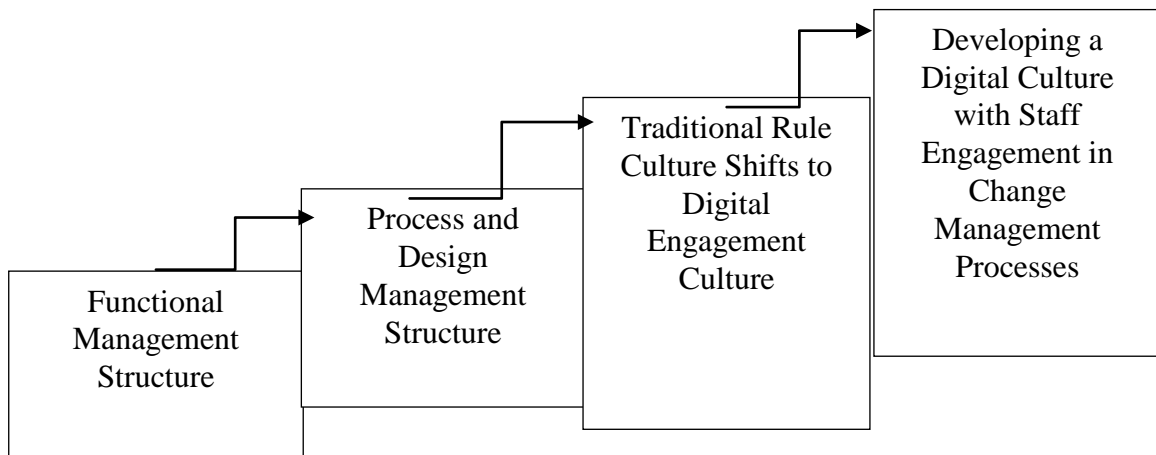 Functional
Management
Structure
Process and
Design
Management
Structure
Traditional Rule
Culture Shifts to
Digital
Engagement
Culture
Developing a
Digital Culture
with Staff
Engagement in
Change
Management
Processes